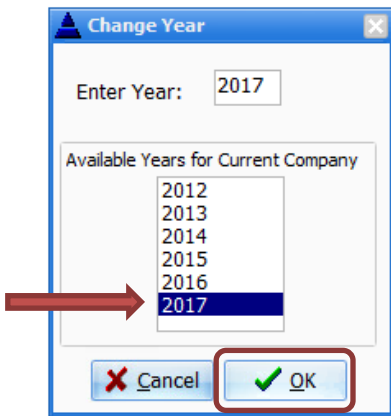 Change Year
Enter Year: 2017
Available Years for Current Company
2012
2013
2014
2015
2016
2017
Cancel OK